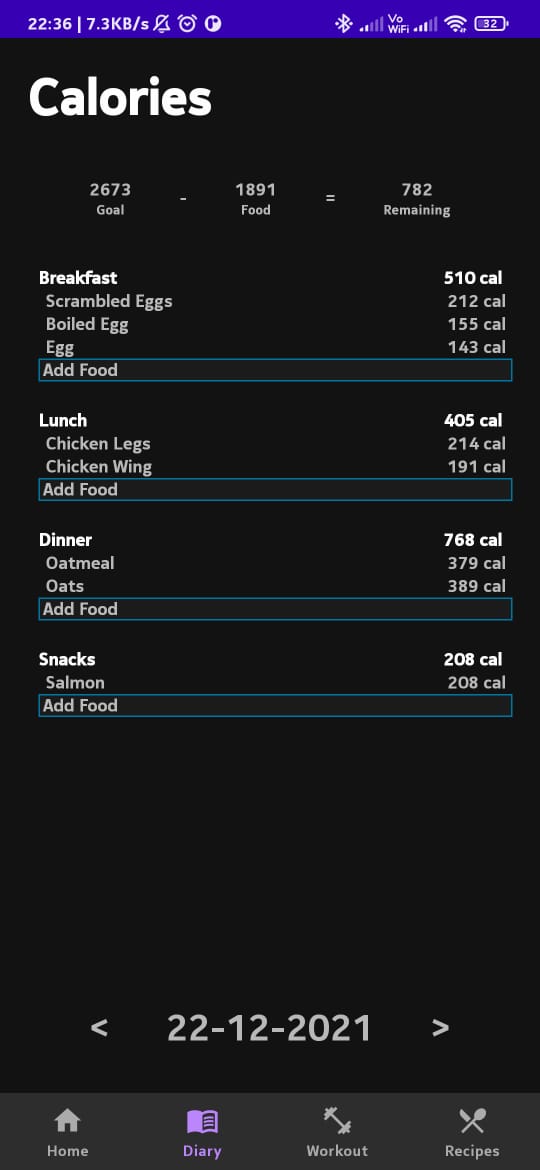 22:36 | 7.3KB/s Vo WiFi 32
Calories
2673 - 1891 = 782
Goal Food Remaining
Breakfast 510 cal
Scrambled Eggs 212 cal
Boiled Egg 155 cal
Egg 143 cal
Add Food
Lunch 405 cal
Chicken Legs 214 cal
Chicken Wing 191 cal
Add Food
Dinner 768 cal
Oatmeal 379 cal
Oats 389 cal
Add Food
Snacks 208 cal
Salmon 208 cal
Add Food
< 22-12-2021 >
Home Diary Workout Recipes